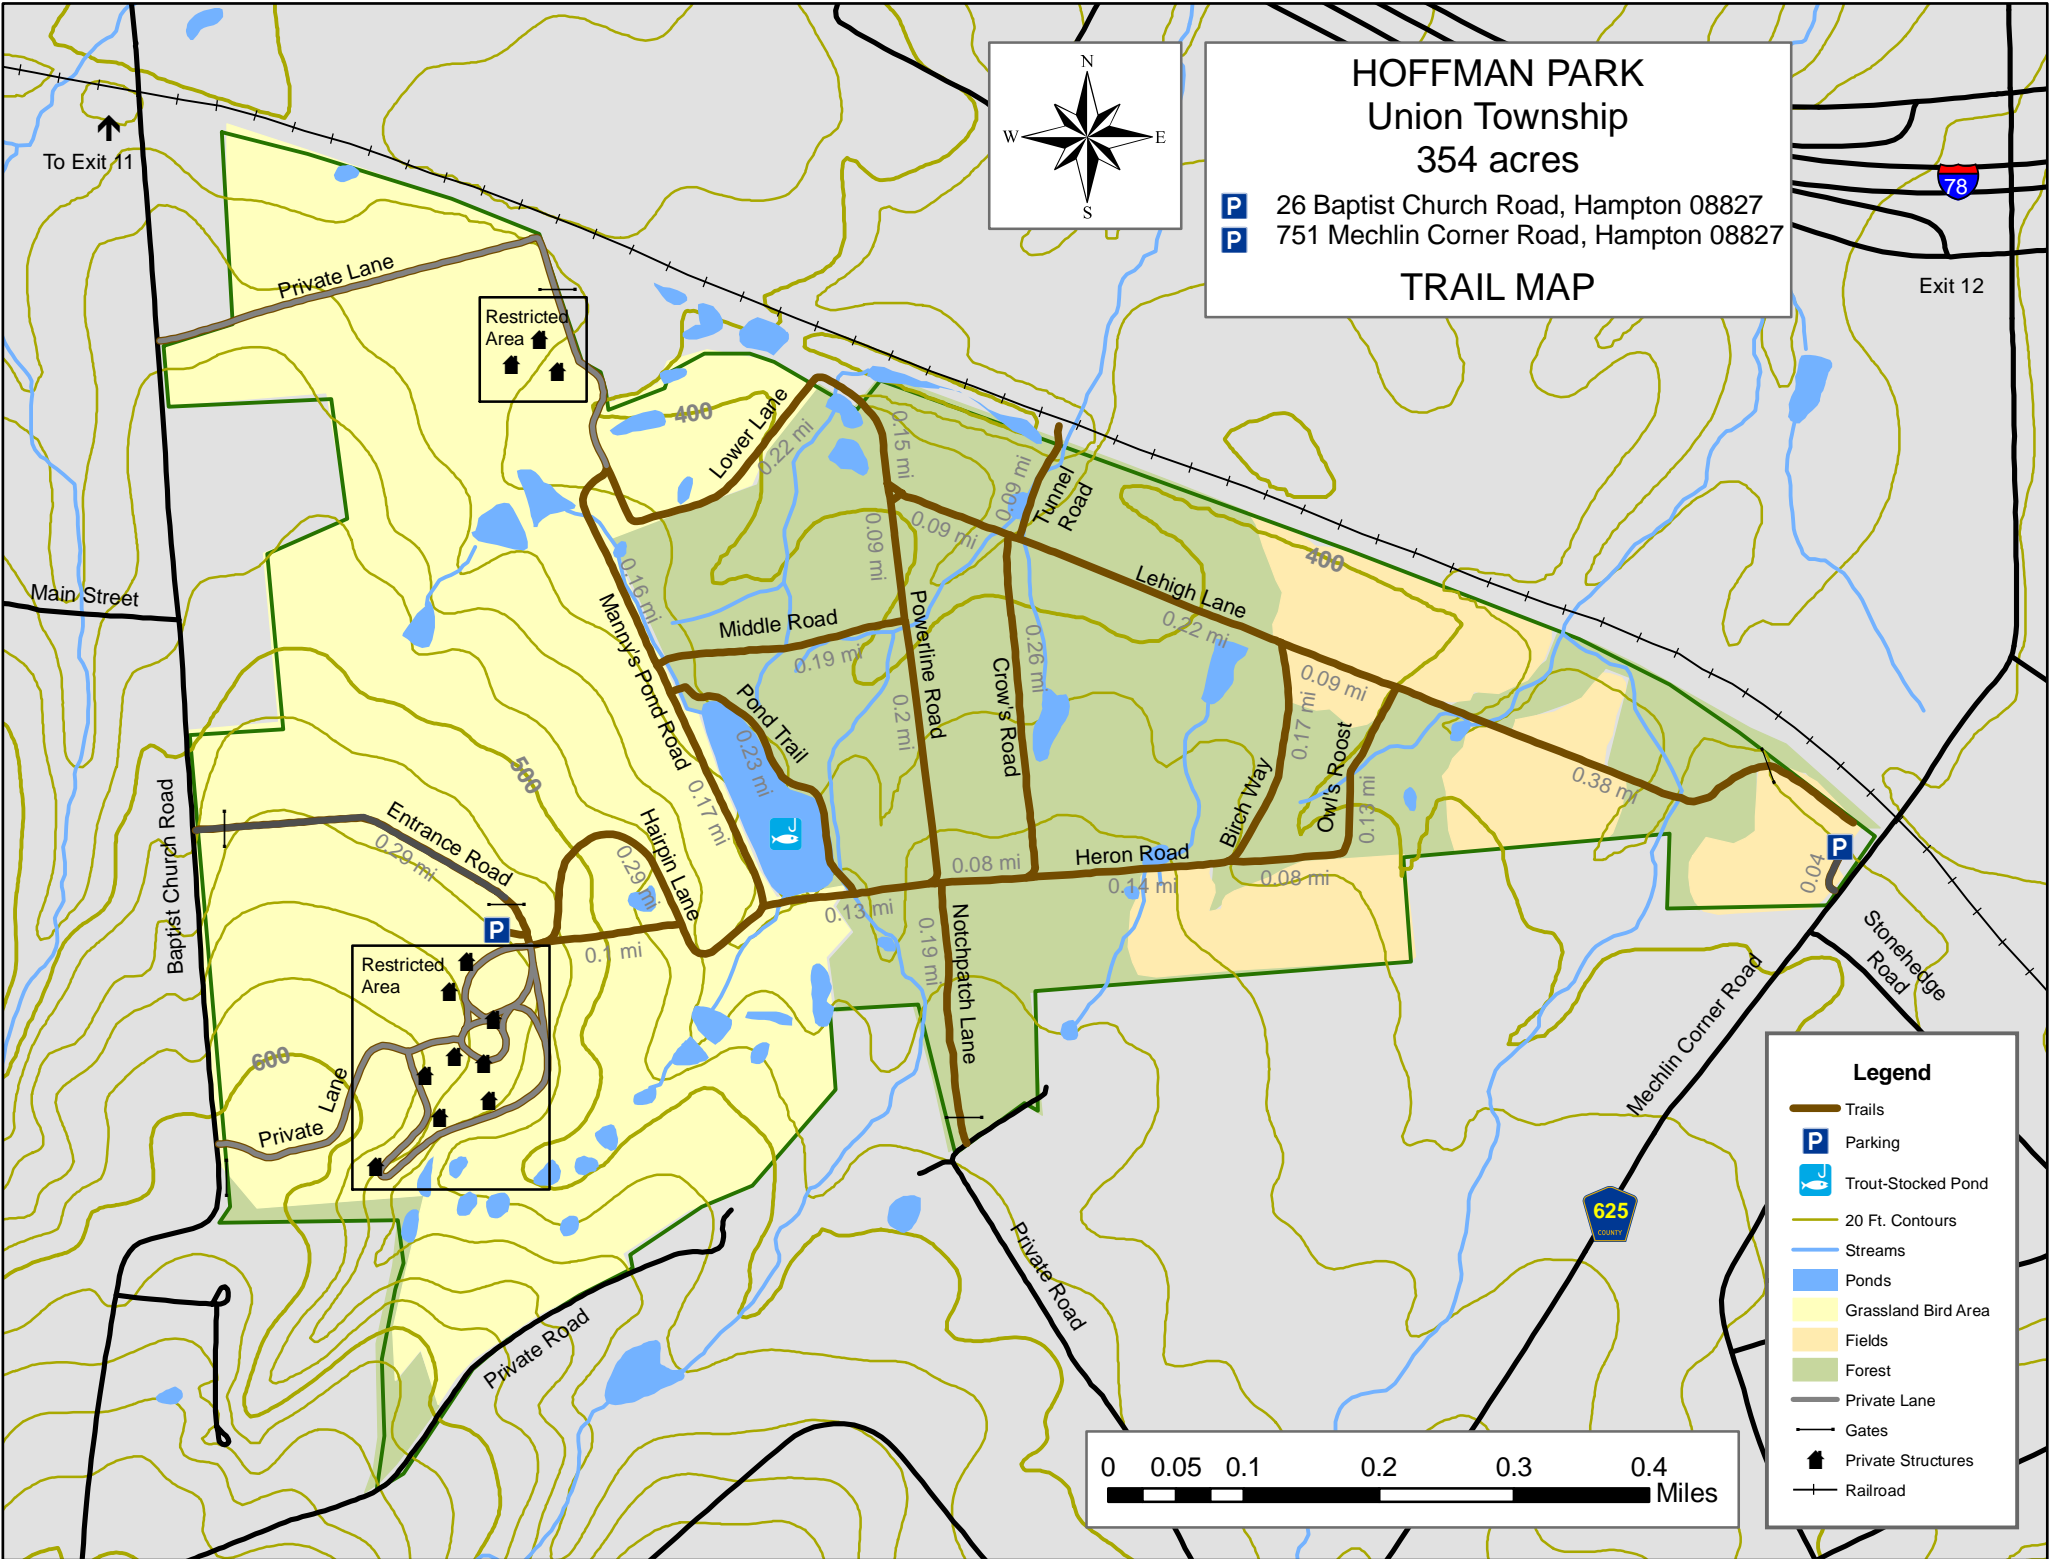 HOFFMAN PARK
Union Township
354 acres
P 26 Baptist Church Road, Hampton 08827
P 751 Mechlin Corner Road, Hampton 08827
TRAIL MAP
N
W E
S
To Exit 11
78
Exit 12
Private Lane
Restricted
Area
400
Lower Lane
0.22 mi
0.15 mi
0.09 mi
Tunnel
Road
0.09 mi
0.09 mi
400
Lehigh Lane
0.22 mi
Main Street
0.16 mi
Manny's Pond Road
Middle Road
0.19 mi
Powerline Road
0.2 mi
Crow's Road
0.26 mi
0.09 mi
0.17 mi
Pond Trail
0.23 mi
0.17 mi
Owl's Roost
0.13 mi
Birch Way
0.38 mi
500
Baptist Church Road
Entrance Road
0.29 mi
Hairpin Lane
0.29 mi
Heron Road
0.08 mi
0.14 mi
0.08 mi
0.13 mi
0.1 mi
P
P
0.04
Notchpatch Lane
0.19 mi
Restricted
Area
600
Private Lane
Stonehedge
Road
Mechlin Corner Road
625
COUNTY
Private Road
Private Road
Legend
Trails
P Parking
Trout-Stocked Pond
20 Ft. Contours
Streams
Ponds
Grassland Bird Area
Fields
Forest
Private Lane
Gates
Private Structures
Railroad
0 0.05 0.1 0.2 0.3 0.4
Miles